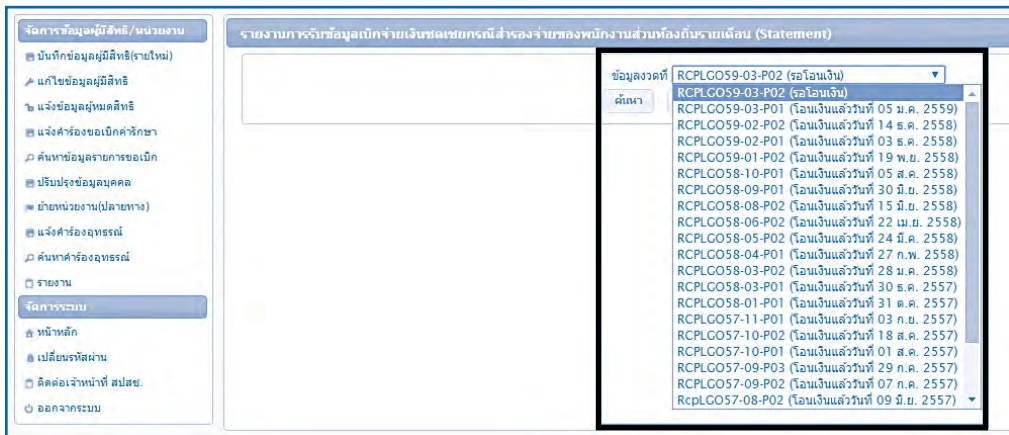 จัดการข้อมูลผู้มีสิทธิ/หน่วยงาน
บันทึกข้อมูลผู้มีสิทธิ(รายใหม่)
แก้ไขข้อมูลผู้มีสิทธิ
แจ้งข้อมูลผู้หมดสิทธิ
แจ้งคำร้องขอเบิกค่ารักษา
ค้นหาข้อมูลรายการขอเบิก
ปรับปรุงข้อมูลบุคคล
ย้ายหน่วยงาน(ปลายทาง)
แจ้งคำร้องอุทธรณ์
ค้นหาคำร้องอุทธรณ์
รายงาน
จัดการระบบ
หน้าหลัก
เปลี่ยนรหัสผ่าน
ติดต่อเจ้าหน้าที่ สปสช.
ออกจากระบบ
รายงานการรับข้อมูลเบิกจ่ายเงินชดเชยกรณีสำรองจ่ายของพนักงานส่วนท้องถิ่นรายเดือน (Statement)
ข้อมูลงวดที่ RCPLGO59-03-P02 (รอโอนเงิน)
ค้นหา
RCPLGO59-03-P02 (รอโอนเงิน)
RCPLGO59-03-P01 (โอนเงินแล้ววันที่ 05 ม.ค. 2559)
RCPLGO59-02-P02 (โอนเงินแล้ววันที่ 14 ธ.ค. 2558)
RCPLGO59-02-P01 (โอนเงินแล้ววันที่ 03 ธ.ค. 2558)
RCPLGO59-01-P02 (โอนเงินแล้ววันที่ 19 พ.ย. 2558)
RCPLGO58-10-P01 (โอนเงินแล้ววันที่ 05 ส.ค. 2558)
RCPLGO58-09-P01 (โอนเงินแล้ววันที่ 30 มิ.ย. 2558)
RCPLGO58-08-P02 (โอนเงินแล้ววันที่ 15 มิ.ย. 2558)
RCPLGO58-06-P02 (โอนเงินแล้ววันที่ 22 เม.ย. 2558)
RCPLGO58-05-P02 (โอนเงินแล้ววันที่ 24 มี.ค. 2558)
RCPLGO58-04-P01 (โอนเงินแล้ววันที่ 27 ก.พ. 2558)
RCPLGO58-03-P02 (โอนเงินแล้ววันที่ 28 ม.ค. 2558)
RCPLGO58-03-P01 (โอนเงินแล้ววันที่ 30 ธ.ค. 2557)
RCPLGO58-01-P01 (โอนเงินแล้ววันที่ 31 ต.ค. 2557)
RCPLGO57-11-P01 (โอนเงินแล้ววันที่ 03 ก.ย. 2557)
RCPLGO57-10-P02 (โอนเงินแล้ววันที่ 18 ส.ค. 2557)
RCPLGO57-10-P01 (โอนเงินแล้ววันที่ 01 ส.ค. 2557)
RCPLGO57-09-P03 (โอนเงินแล้ววันที่ 29 ก.ค. 2557)
RCPLGO57-09-P02 (โอนเงินแล้ววันที่ 07 ก.ค. 2557)
RcpLGO57-08-P02 (โอนเงินแล้ววันที่ 09 มิ.ย. 2557)